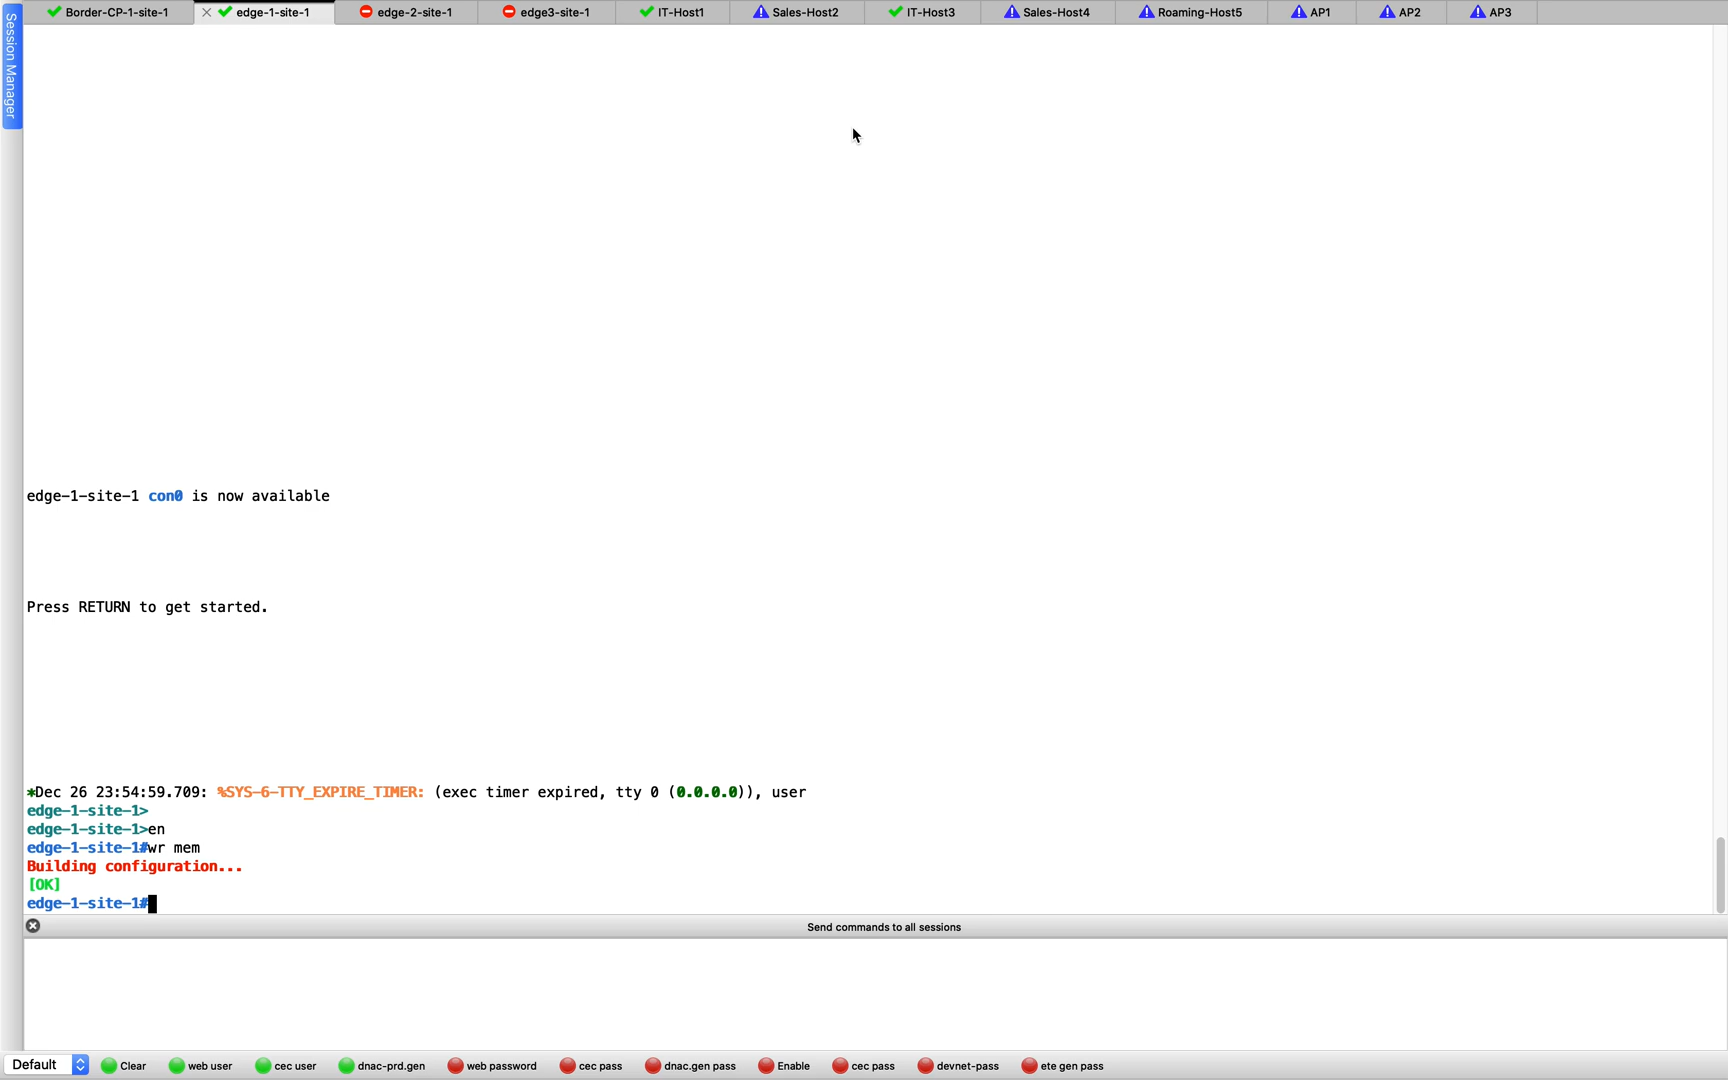 Border-CP-1-site-1 edge-1-site-1 edge-2-site-1 edge3-site-1 IT-Host1 Sales-Host2 IT-Host3 Sales-Host4 Roaming-Host5 AP1 AP2 AP3
Session Manager
edge-1-site-1 con0 is now available
Press RETURN to get started.
*Dec 26 23:54:59.709: %SYS-6-TTY_EXPIRE_TIMER: (exec timer expired, tty 0 (0.0.0.0)), user
edge-1-site-1>
edge-1-site-1>en
edge-1-site-1#wr mem
Building configuration...
[OK]
edge-1-site-1#
Send commands to all sessions
Default Clear web user cec user dnac-prd.gen web password cec pass dnac.gen pass Enable cec pass devnet-pass ete gen pass